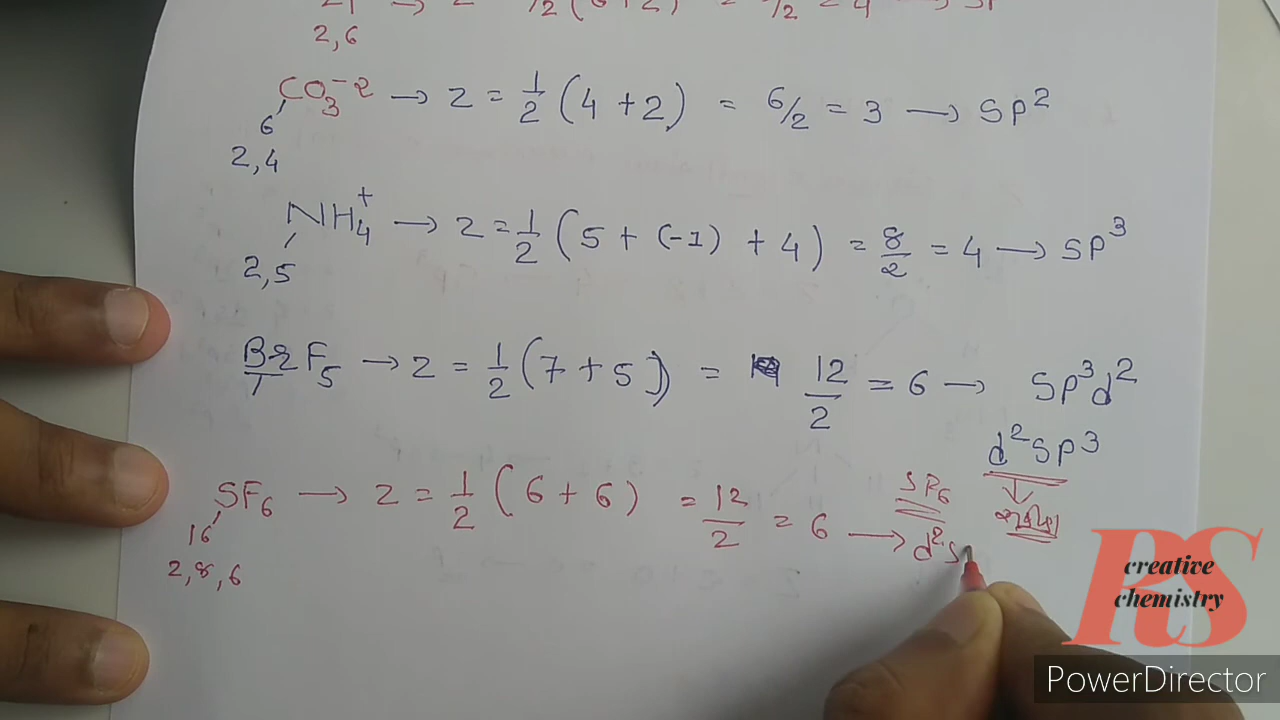 2,6
CO3-2 → Z = 1/2 (4 + 2) = 6/2 = 3 → SP2
6
2,4
NH4+ → Z = 1/2 (5 + (-1) + 4) = 8/2 = 4 → SP3
2,5
BrF5 → Z = 1/2 (7 + 5) = 12/2 = 6 → SP3d2
d2SP3
SF6 → Z = 1/2 (6 + 6) = 12/2 = 6 → d2S
SF6
16
2,8,6
RS
creative
chemistry
PowerDirector